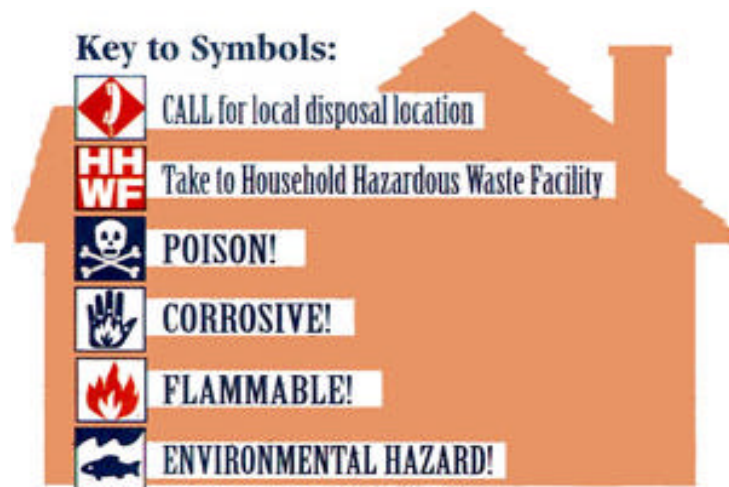 Key to Symbols:
CALL for local disposal location
HH
WF
Take to Household Hazardous Waste Facility
POISON!
CORROSIVE!
FLAMMABLE!
ENVIRONMENTAL HAZARD!